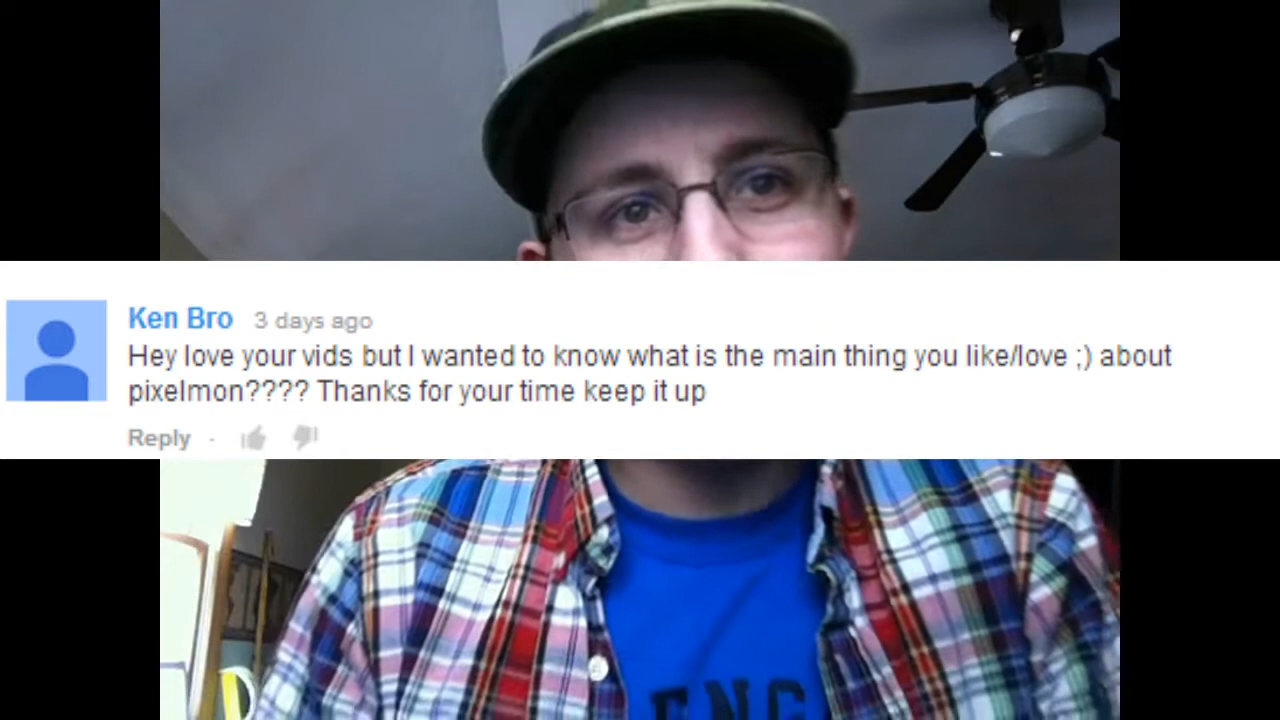 Ken Bro 3 days ago
Hey love your vids but I wanted to know what is the main thing you like/love ;) about
pixelmon???? Thanks for your time keep it up
Reply ·
ENG